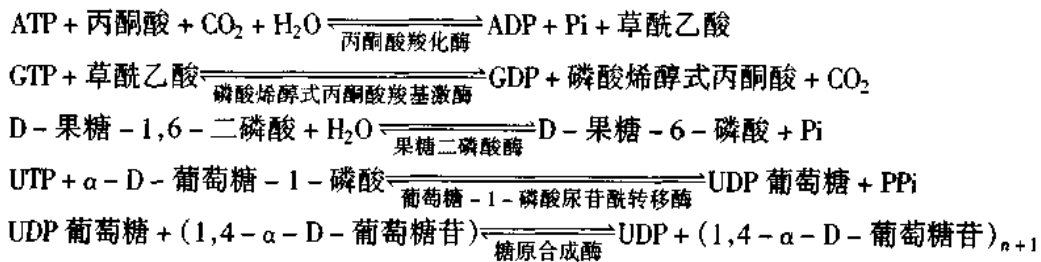 ATP + 丙酮酸 + CO₂ + H₂O ⇌ ADP + Pi + 草酰乙酸
丙酮酸羧化酶
GTP + 草酰乙酸 ⇌ GDP + 磷酸烯醇式丙酮酸 + CO₂
磷酸烯醇式丙酮酸羧基激酶
D - 果糖 - 1,6 - 二磷酸 + H₂O ⇌ D - 果糖 - 6 - 磷酸 + Pi
果糖二磷酸酶
UTP + α - D - 葡萄糖 - 1 - 磷酸 ⇌ UDP 葡萄糖 + PPi
葡萄糖 - 1 - 磷酸尿苷酰转移酶
UDP 葡萄糖 + (1,4 - α - D - 葡萄糖苷) ⇌ UDP + (1,4 - α - D - 葡萄糖苷)ₙ₊₁
糖原合成酶